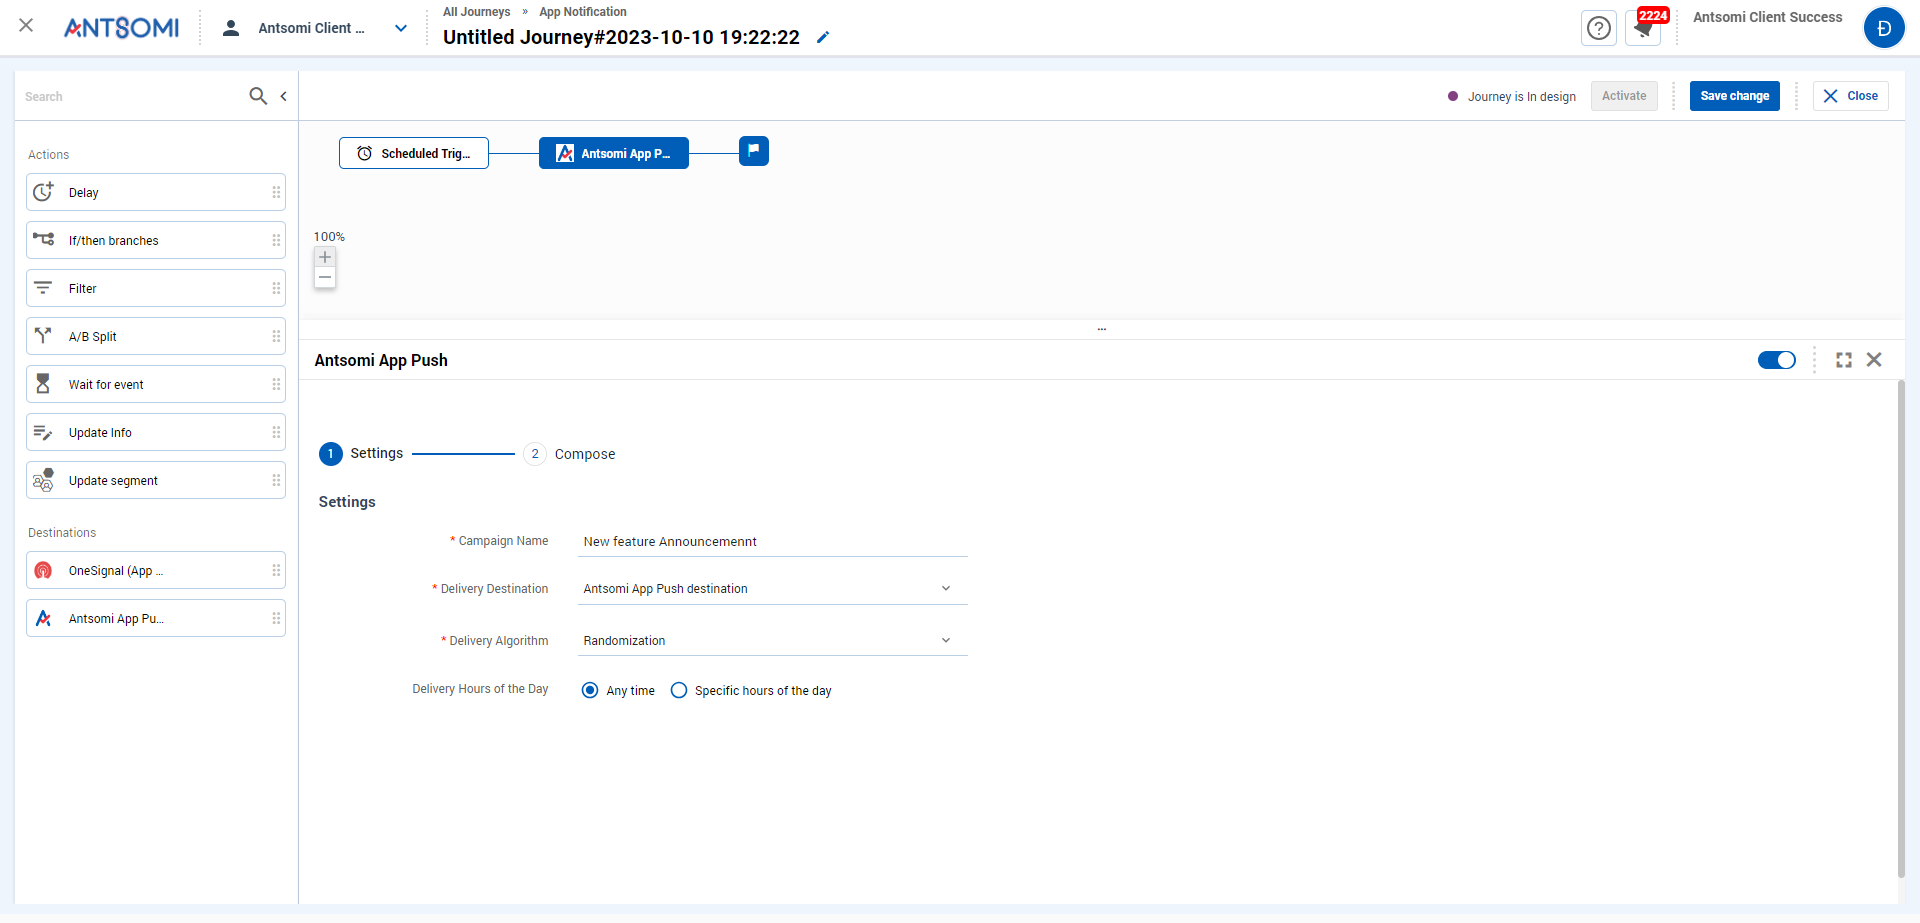 ANTSOMI
Antsomi Client ...
All Journeys » App Notification
Untitled Journey#2023-10-10 19:22:22
2224
Antsomi Client Success
Đ
Search
Journey is In design
Activate
Save change
Close
Actions
Delay
If/then branches
Filter
A/B Split
Wait for event
Update Info
Update segment
Destinations
OneSignal (App ...
Antsomi App Pu...
Scheduled Trig...
Antsomi App P...
100%
...
Antsomi App Push
1 Settings 2 Compose
Settings
* Campaign Name New feature Announcemennt
* Delivery Destination Antsomi App Push destination
* Delivery Algorithm Randomization
Delivery Hours of the Day Any time Specific hours of the day